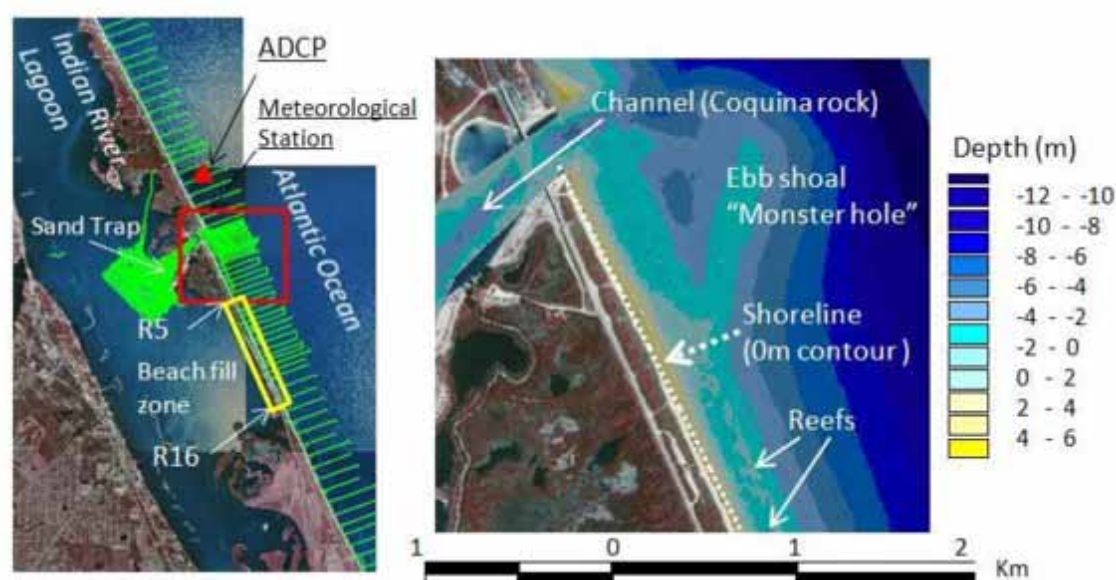 Indian River
Lagoon
ADCP
Meteorological
Station
Atlantic Ocean
Sand Trap
R5
Beach fill
zone
R16
Channel (Coquina rock)
Ebb shoal
“Monster hole”
Shoreline
(0m contour )
Reefs
Depth (m)
-12 - -10
-10 - -8
-8 - -6
-6 - -4
-4 - -2
-2 - 0
0 - 2
2 - 4
4 - 6
1 0 1 2
Km